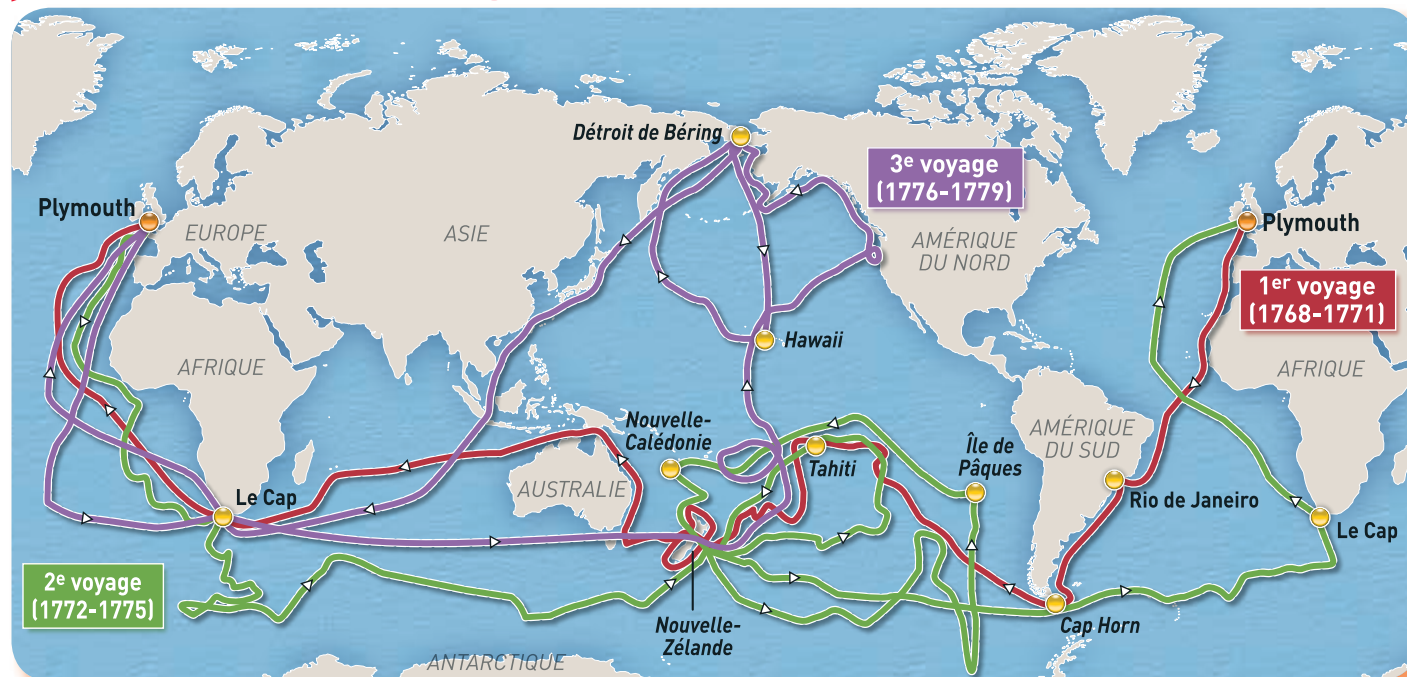 Détroit de Béring
3e voyage
(1776-1779)
Plymouth
EUROPE
ASIE
AMÉRIQUE
DU NORD
Plymouth
1er voyage
(1768-1771)
Hawaii
AFRIQUE
AFRIQUE
Nouvelle-
Calédonie
Tahiti
Île de
Pâques
AMÉRIQUE
DU SUD
AUSTRALIE
Le Cap
Rio de Janeiro
Le Cap
2e voyage
(1772-1775)
Nouvelle-
Zélande
Cap Horn
ANTARCTIQUE